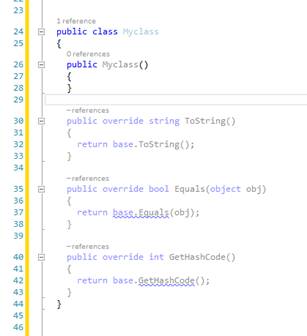 23
1 reference
24 public class Myclass
25 {
0 references
26 public Myclass()
27 {
28 }
29
-references
30 public override string ToString()
31 {
32 return base.ToString();
33 }
34
-references
35 public override bool Equals(object obj)
36 {
37 return base.Equals(obj);
38 }
39
-references
40 public override int GetHashCode()
41 {
42 return base.GetHashCode();
43 }
44 }
45
46